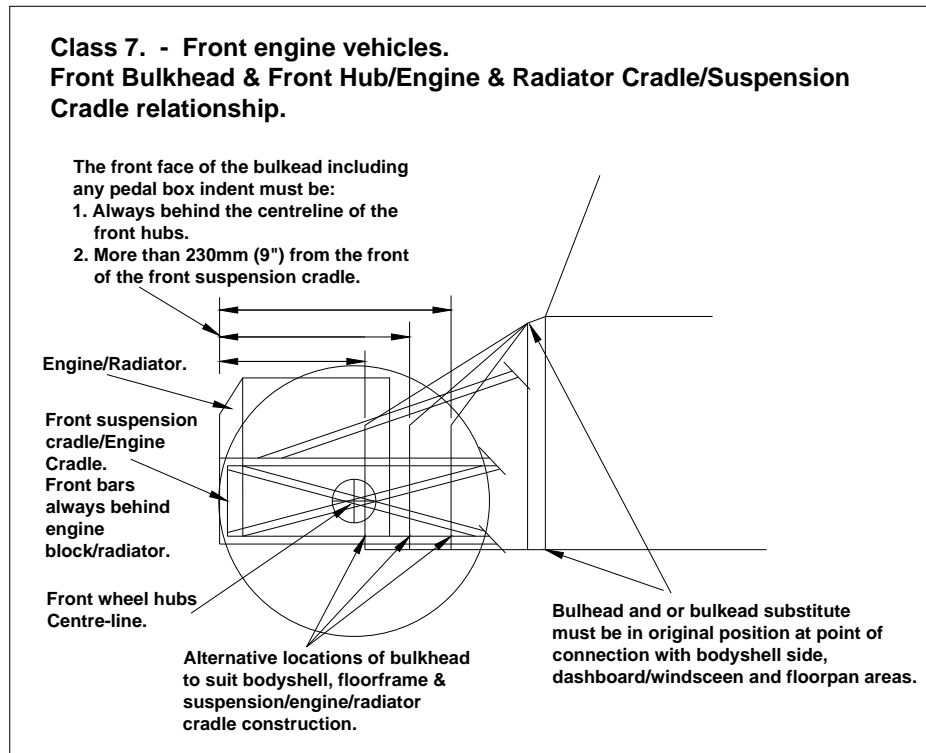 Class 7.  - Front engine vehicles.
Front Bulkhead & Front Hub/Engine & Radiator Cradle/Suspension
Cradle relationship.
The front face of the bulkead including
any pedal box indent must be:
1. Always behind the centreline of the
front hubs.
2. More than 230mm (9") from the front
of the front suspension cradle.
Engine/Radiator.
Front suspension
cradle/Engine
Cradle.
Front bars
always behind
engine
block/radiator.
Front wheel hubs
Centre-line.
Alternative locations of bulkhead
to suit bodyshell, floorframe &
suspension/engine/radiator
cradle construction.
Bulhead and or bulkead substitute
must be in original position at point of
connection with bodyshell side,
dashboard/windsceen and floorpan areas.